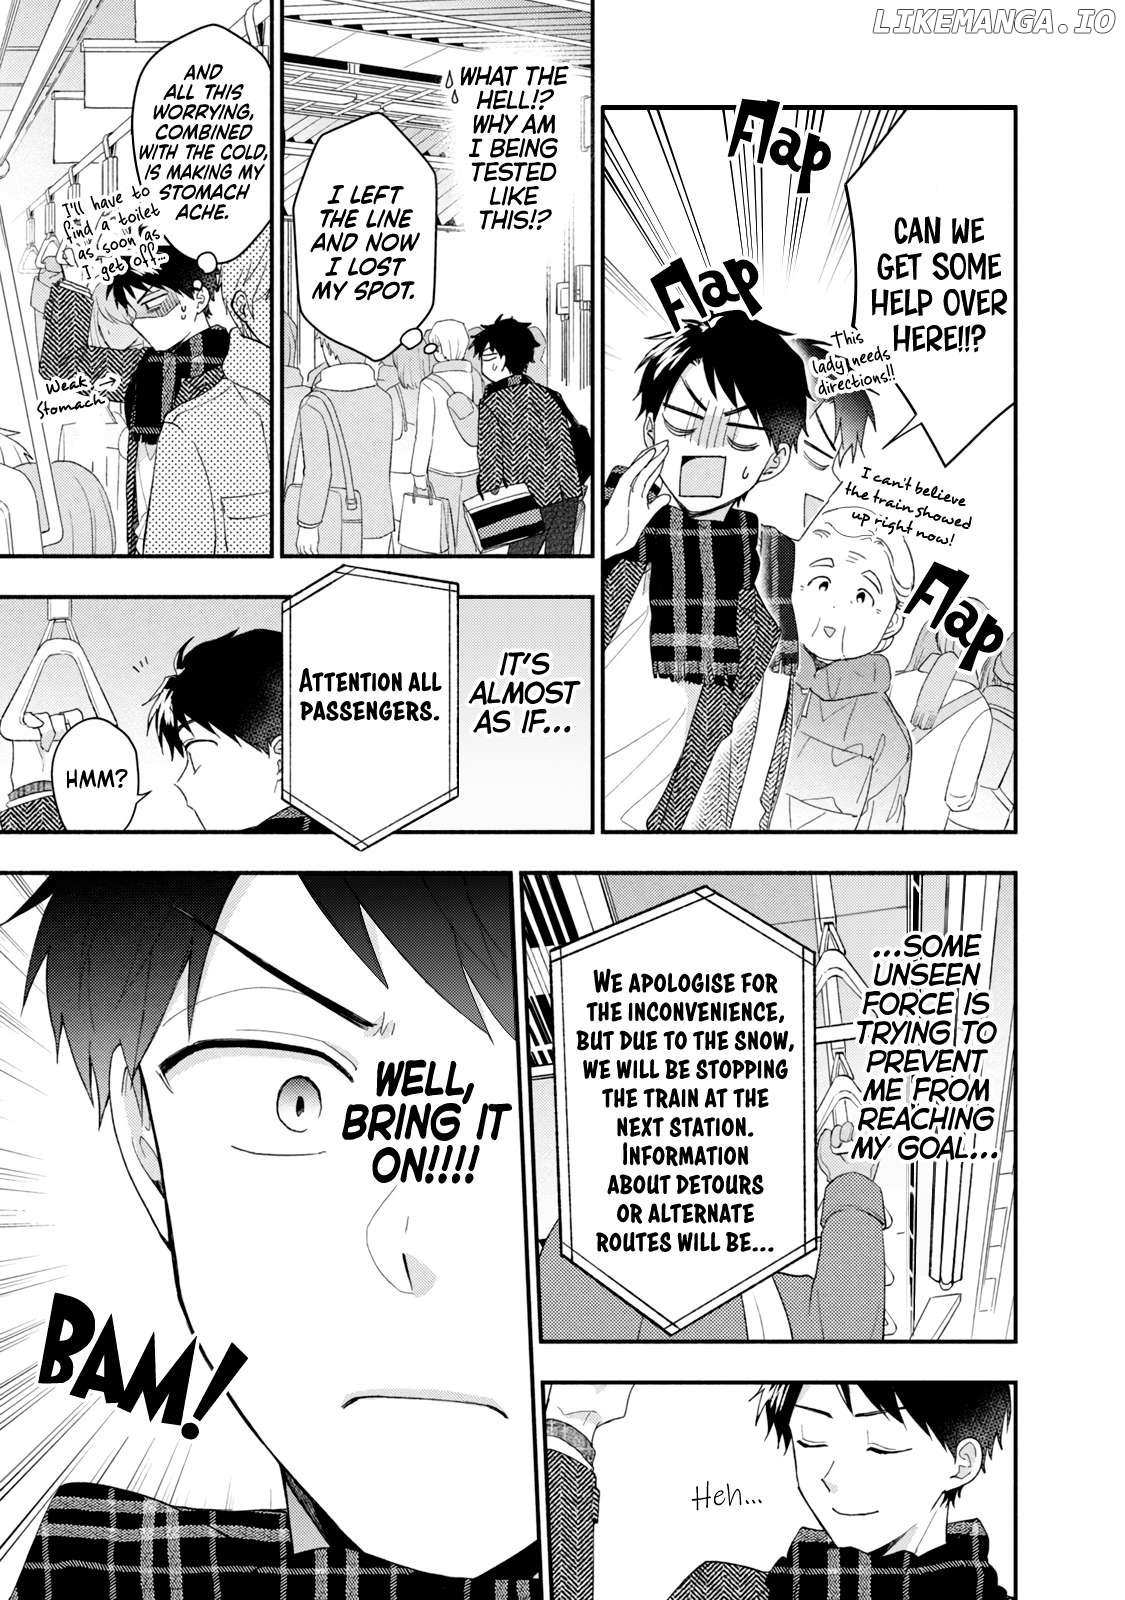 LIKEMANGA.IO
Flap
Flap
CAN WE
GET SOME
HELP OVER
HERE!!?
This
lady needs
directions!!
I can't believe
the train showed
up right now!
Flap
WHAT THE
HELL!?
WHY AM
I BEING
TESTED
LIKE
THIS!?
I LEFT
THE LINE
AND NOW
I LOST
MY SPOT.
AND
ALL THIS
WORRYING,
COMBINED
WITH THE COLD,
IS MAKING MY
STOMACH
ACHE.
I'll have to
find a toilet
as soon as
I get off...
Weak
Stomach
IT'S
ALMOST
AS IF...
ATTENTION ALL
PASSENGERS.
HMM?
...SOME
UNSEEN
FORCE IS
TRYING TO
PREVENT
ME FROM
REACHING
MY GOAL...
WE APOLOGISE FOR
THE INCONVENIENCE,
BUT DUE TO THE SNOW,
WE WILL BE STOPPING
THE TRAIN AT THE
NEXT STATION.
INFORMATION
ABOUT DETOURS
OR ALTERNATE
ROUTES WILL BE...
Heh...
WELL,
BRING IT
ON!!!!
BAM!